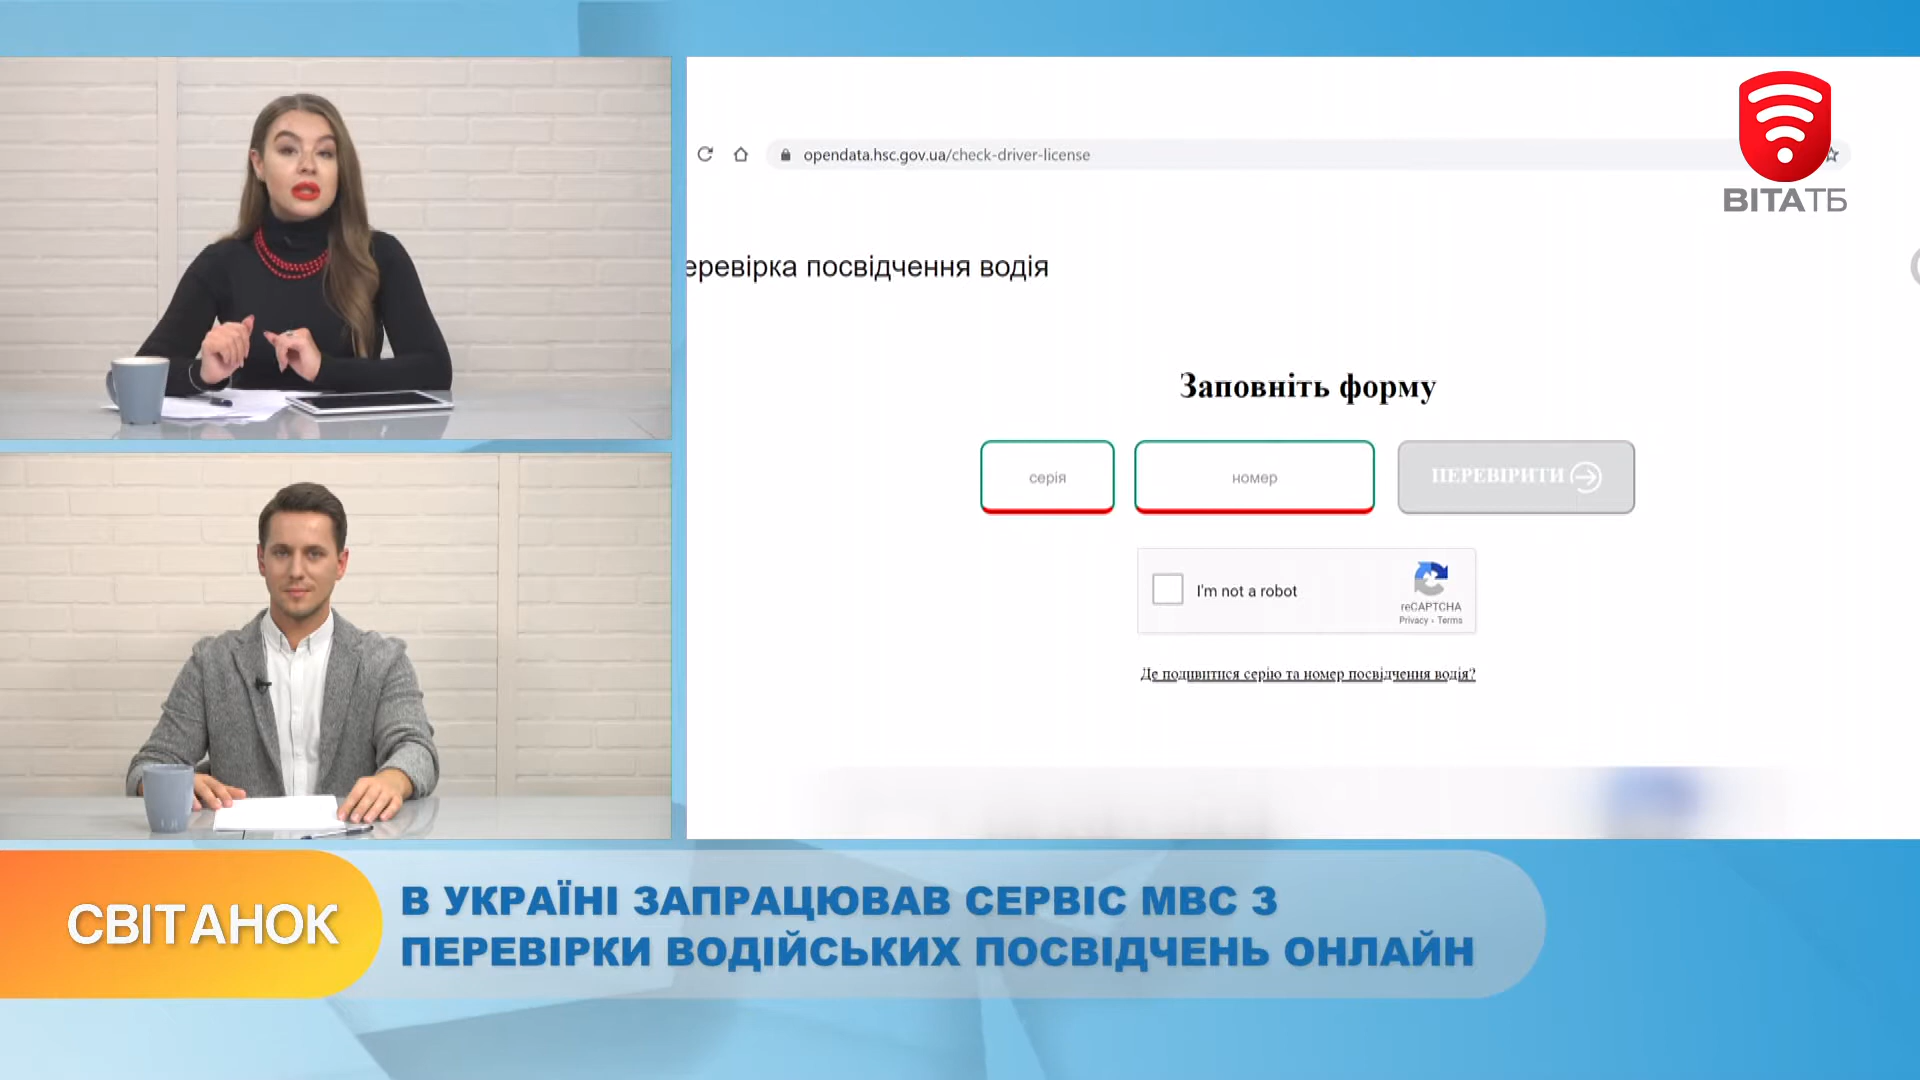 opendata.hsc.gov.ua/check-driver-license
ВІТАТБ
еревірка посвідчення водія
Заповніть форму
серія
номер
ПЕРЕВІРИТИ
I'm not a robot
reCAPTCHA
Privacy - Terms
Де подивитися серію та номер посвідчення водія?
СВІТАНОК
В УКРАЇНІ ЗАПРАЦЮВАВ СЕРВІС МВС З
ПЕРЕВІРКИ ВОДІЙСЬКИХ ПОСВІДЧЕНЬ ОНЛАЙН